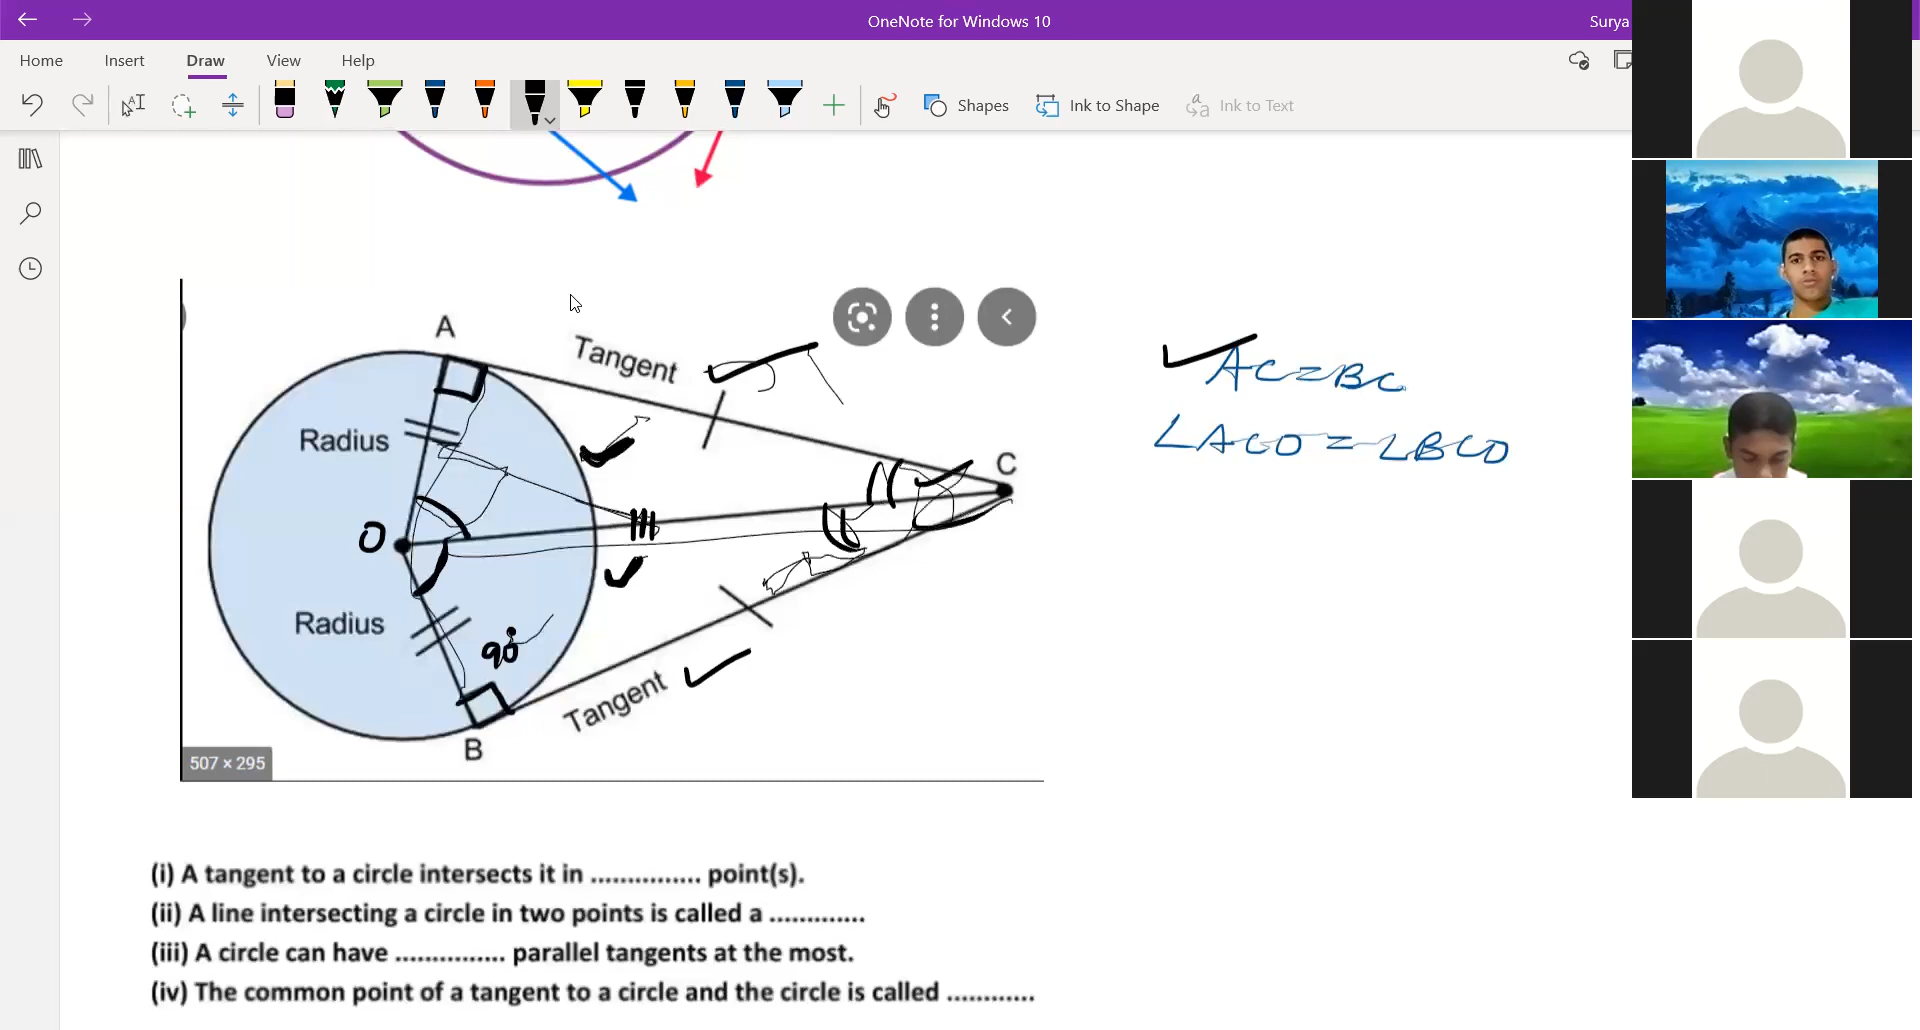 OneNote for Windows 10
Surya
Home Insert Draw View Help
Shapes Ink to Shape Ink to Text
A
Tangent
Radius
C
O
Radius
90°
Tangent
B
507 × 295
AC=BC
∠ACO=∠BCO
(i) A tangent to a circle intersects it in ............... point(s).
(ii) A line intersecting a circle in two points is called a .............
(iii) A circle can have ............... parallel tangents at the most.
(iv) The common point of a tangent to a circle and the circle is called ............